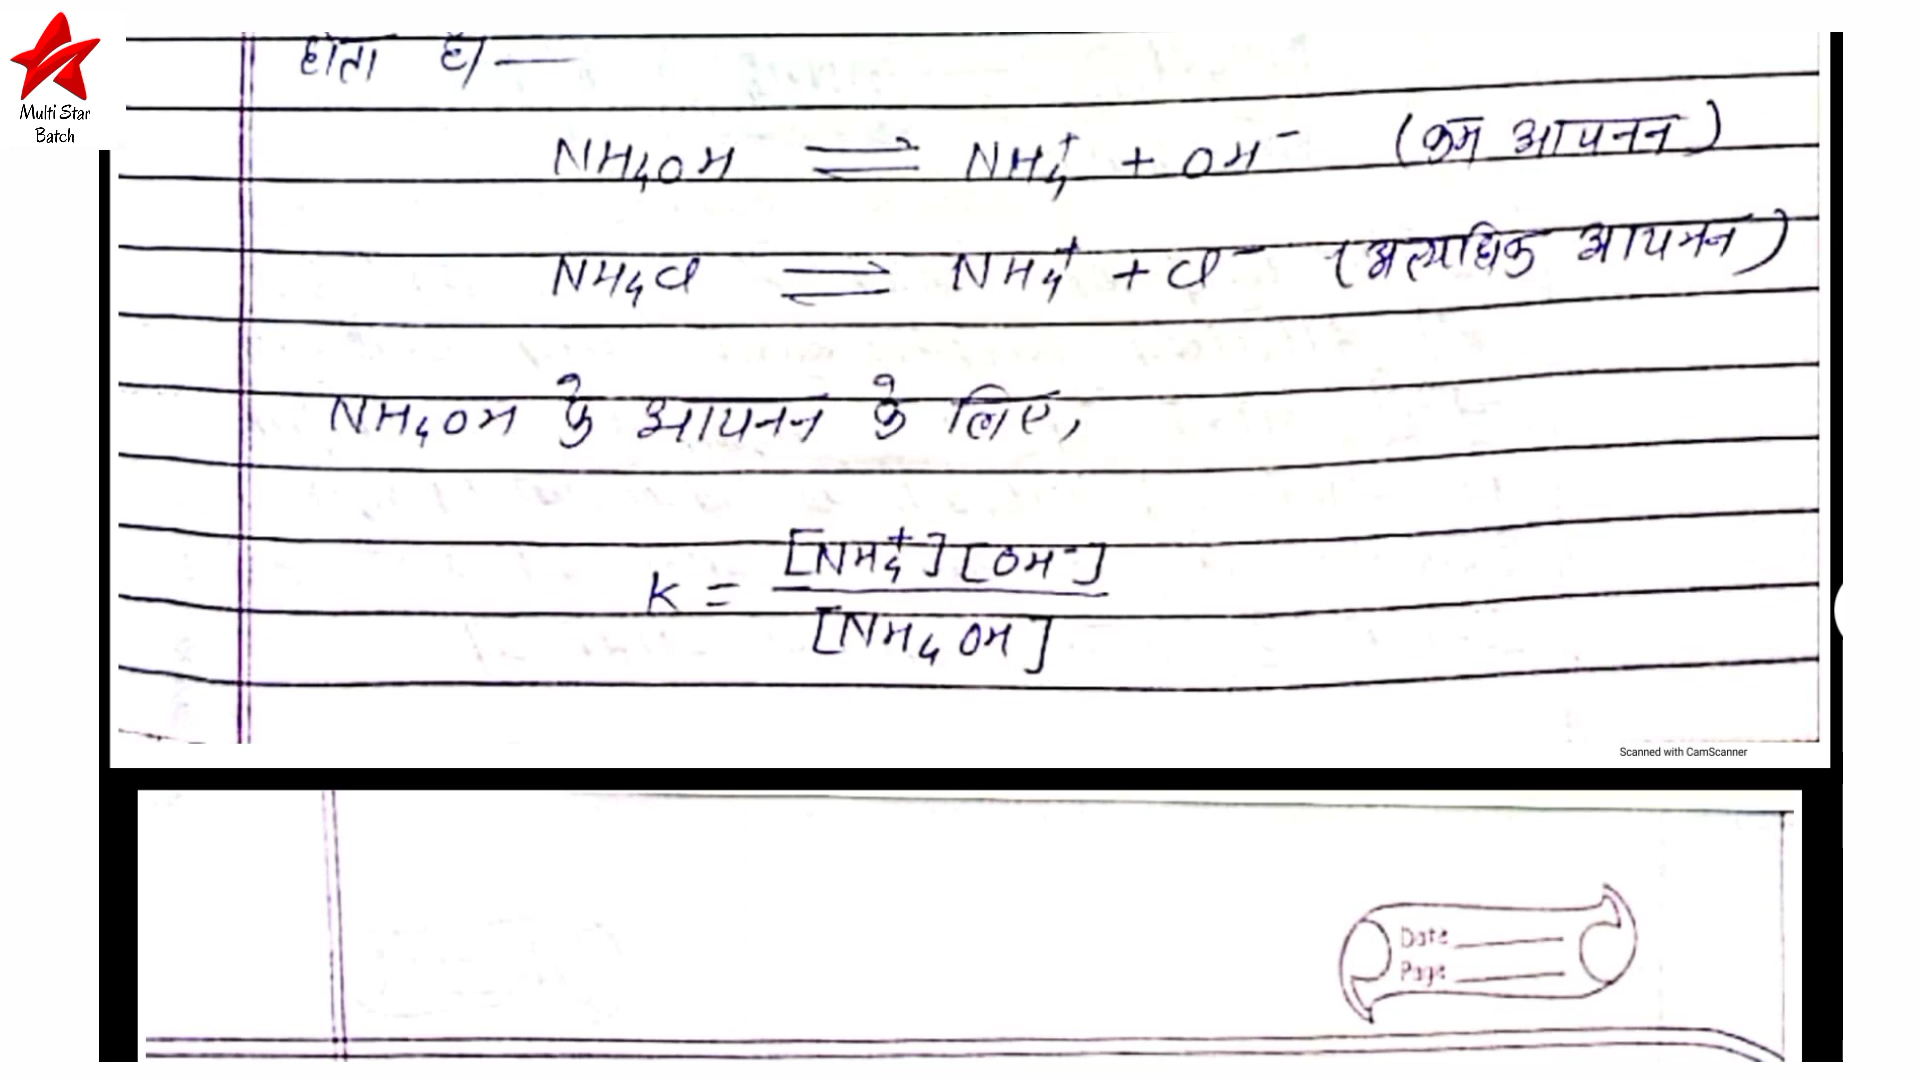 Multi Star
Batch
होता है। —
NH₄OH ⇌ NH₄⁺ + OH⁻ (कम आयनन)
NH₄Cl ⇌ NH₄⁺ + Cl⁻ (अत्यधिक आयनन)
NH₄OH के आयनन के लिए,
K = [NH₄⁺][OH⁻]
[NH₄OH]
Scanned with CamScanner
Date
Page